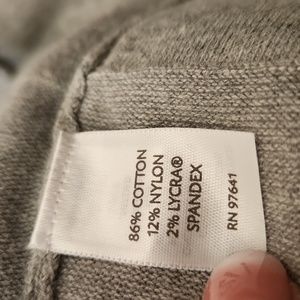 86% COTTON
12% NYLON
2% LYCRA®
SPANDEX
RN 97641